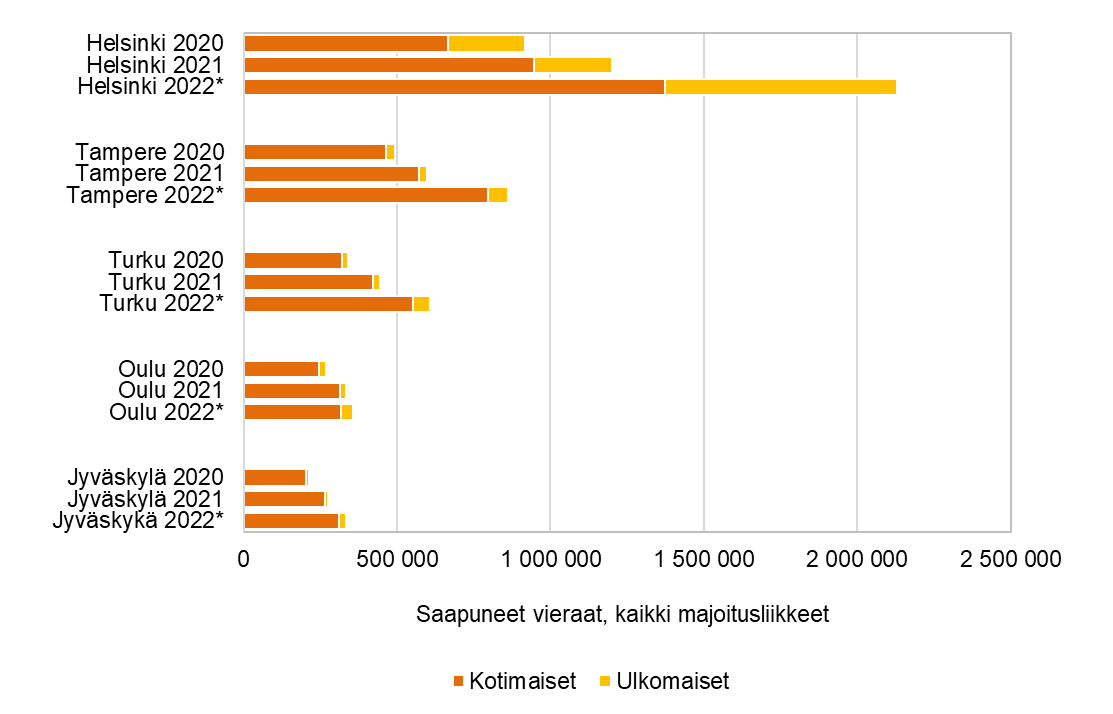 Helsinki 2020
Helsinki 2021
Helsinki 2022*
Tampere 2020
Tampere 2021
Tampere 2022*
Turku 2020
Turku 2021
Turku 2022*
Oulu 2020
Oulu 2021
Oulu 2022*
Jyväskylä 2020
Jyväskylä 2021
Jyväskykä 2022*
0 500 000 1 000 000 1 500 000 2 000 000 2 500 000
Saapuneet vieraat, kaikki majoitusliikkeet
Kotimaiset Ulkomaiset